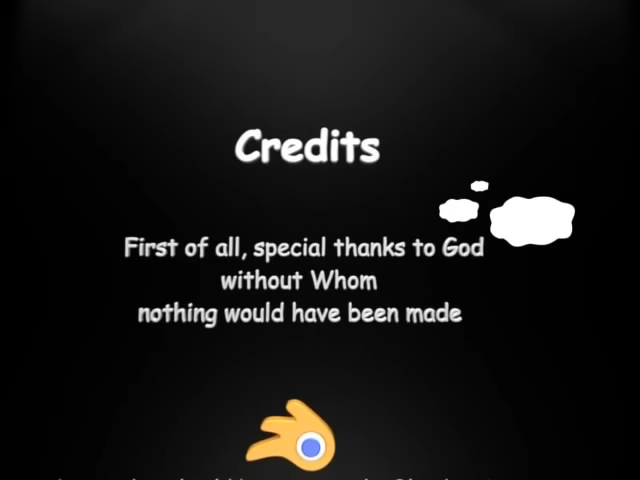 Credits
First of all, special thanks to God
without Whom
nothing would have been made